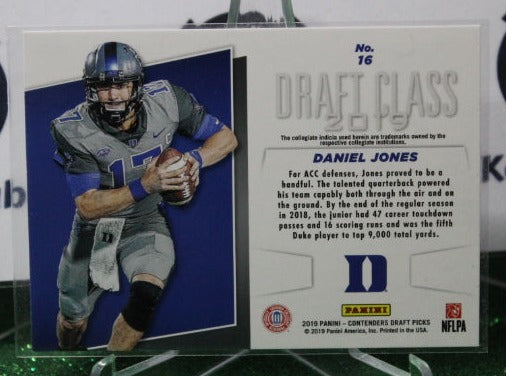 No.
16
DRAFT CLASS
2019
The collegiate indicia used herein are trademarks owned by the
respective collegiate institutions.
DANIEL JONES
For ACC defenses, Jones proved to be a
handful. The talented quarterback powered
his team capably both through the air and on
the ground. By the end of the regular season
in 2018, the junior had 47 career touchdown
passes and 16 scoring runs and was the fifth
Duke player to top 9,000 total yards.
17
17
D
D
PANINI
NFLPA
2019 PANINI – CONTENDERS DRAFT PICKS
© 2019 Panini America, Inc. Printed in the USA.